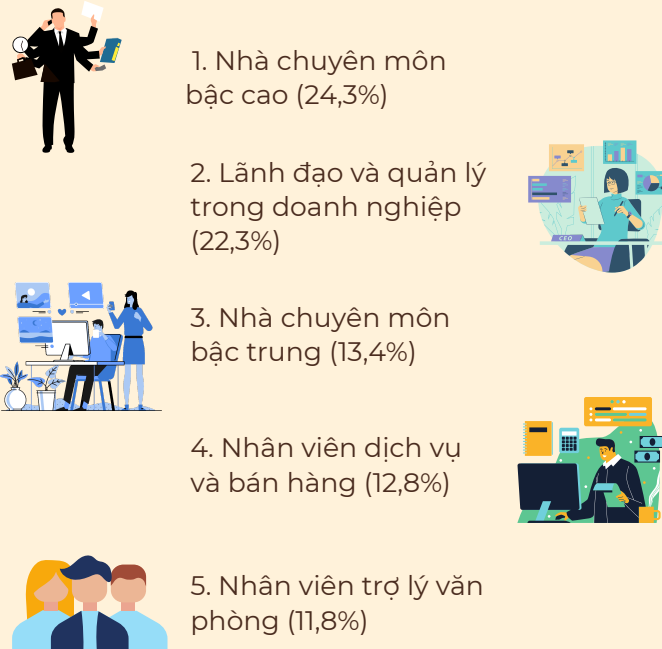 1. Nhà chuyên môn
bậc cao (24,3%)
2. Lãnh đạo và quản lý
trong doanh nghiệp
(22,3%)
CEO
3. Nhà chuyên môn
bậc trung (13,4%)
4. Nhân viên dịch vụ
và bán hàng (12,8%)
5. Nhân viên trợ lý văn
phòng (11,8%)